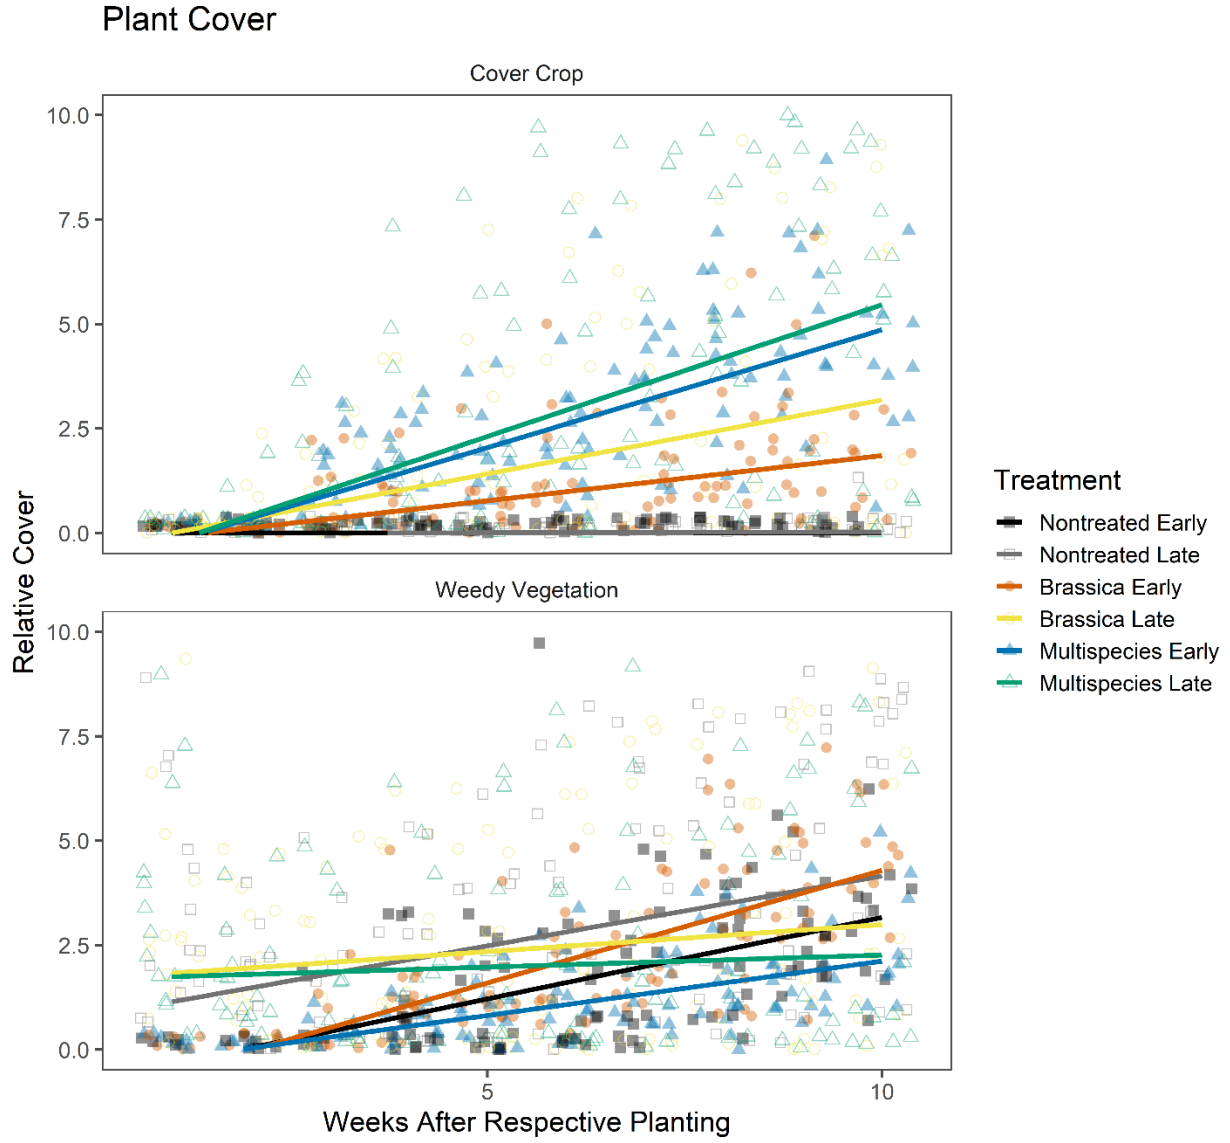 Plant Cover
Cover Crop
10.0
7.5
5.0
2.5
0.0
Weedy Vegetation
10.0
7.5
5.0
2.5
0.0
Relative Cover
5
10
Weeks After Respective Planting
Treatment
Nontreated Early
Nontreated Late
Brassica Early
Brassica Late
Multispecies Early
Multispecies Late